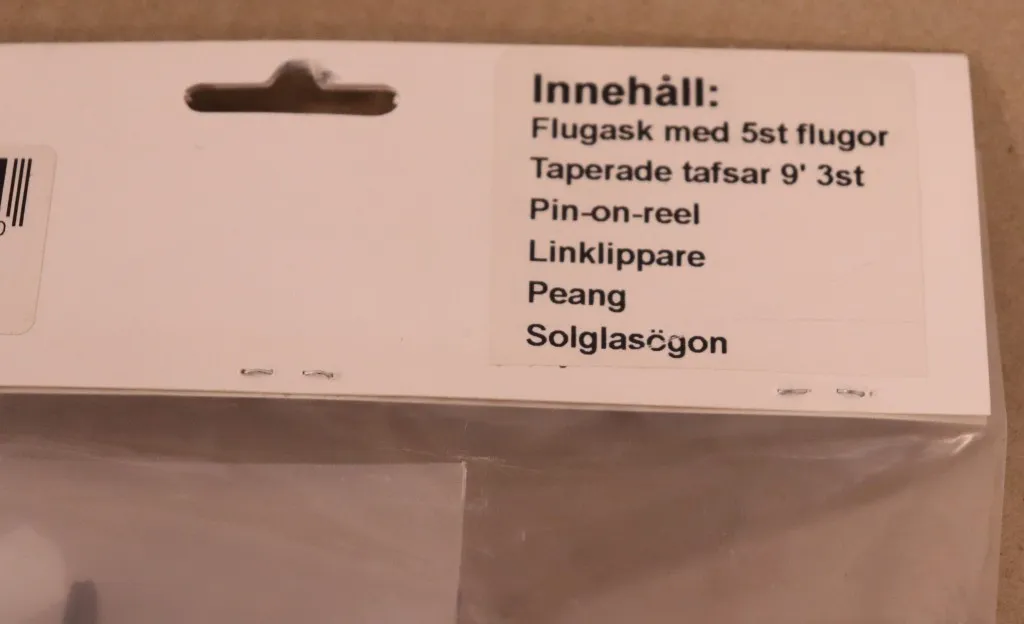 Innehåll:
Flugask med 5st flugor
Taperade tafsar 9' 3st
Pin-on-reel
Linklippare
Peang
Solglasögon